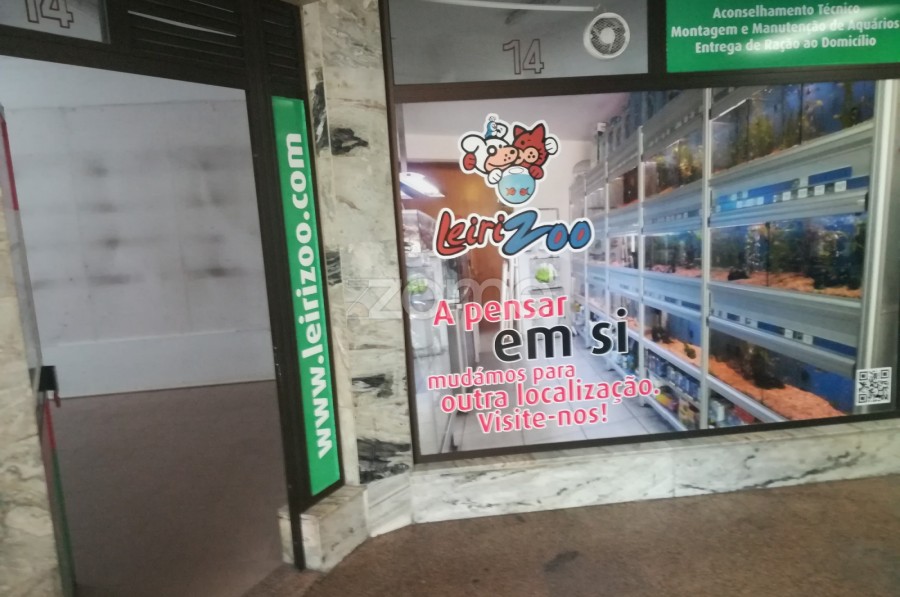 14
14
Aconselhamento Técnico
Montagem e Manutenção de Aquários
Entrega de Ração ao Domicílio
www.leirizoo.com
LeiriZoo
zome
A pensar
em si
mudámos para
outra localização.
Visite-nos!